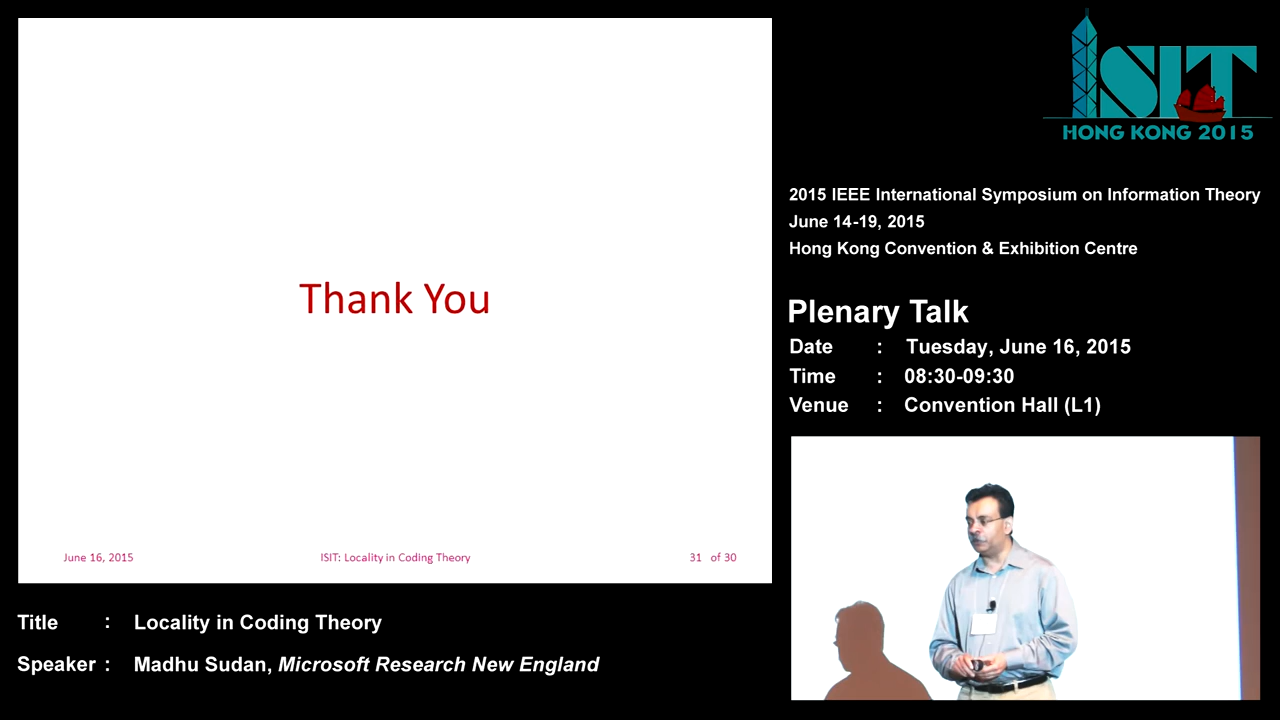 Thank You
June 16, 2015
ISIT: Locality in Coding Theory
31 of 30
ISIT
HONG KONG 2015
2015 IEEE International Symposium on Information Theory
June 14-19, 2015
Hong Kong Convention & Exhibition Centre
Plenary Talk
Date : Tuesday, June 16, 2015
Time : 08:30-09:30
Venue : Convention Hall (L1)
Title : Locality in Coding Theory
Speaker : Madhu Sudan, Microsoft Research New England